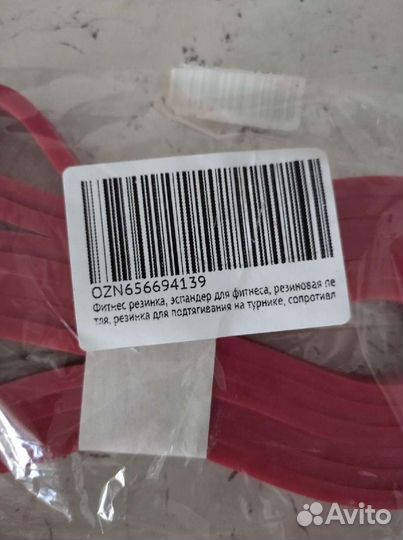 OZN656694139
Фитнес резинка, эспандер для фитнеса, резиновая пе
тля, резинка для подтягивания на турнике, сопротивл
Avito